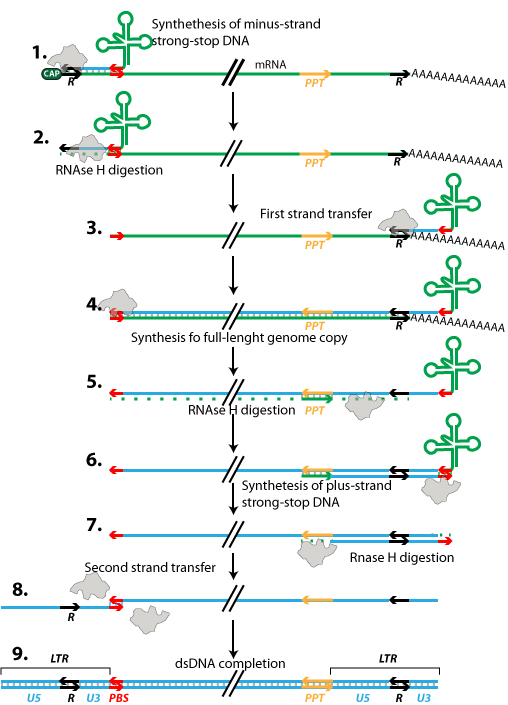 Synthethesis of minus-strand
strong-stop DNA
1.
CAP
R
mRNA
PPT
AAAAAAAAAAAAA
2.
RNAse H digestion
PPT
R
AAAAAAAAAAAAA
First strand transfer
3.
PPT
R
AAAAAAAAAAAAA
4.
PPT
R
AAAAAAAAAAAAA
Synthesis fo full-lenght genome copy
5.
RNAse H digestion
PPT
6.
Synthetesis of plus-strand
strong-stop DNA
7.
Rnase H digestion
Second strand transfer
8.
R
9.
LTR
dsDNA completion
LTR
U5 R U3 PBS PPT U5 R U3